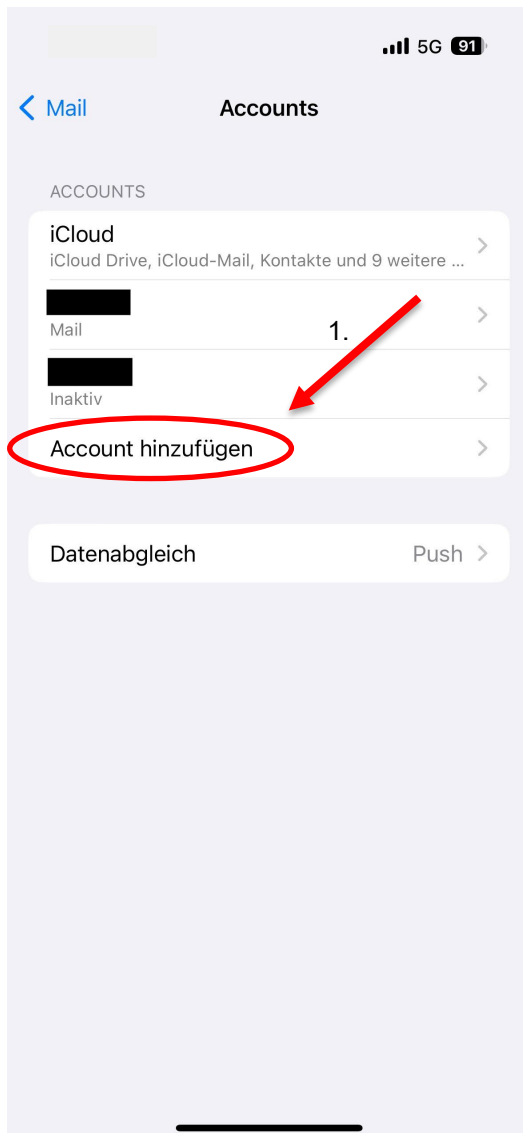 5G 91
Mail
Accounts
ACCOUNTS
iCloud
iCloud Drive, iCloud-Mail, Kontakte und 9 weitere ...
Mail
1.
Inaktiv
Account hinzufügen
Datenabgleich Push